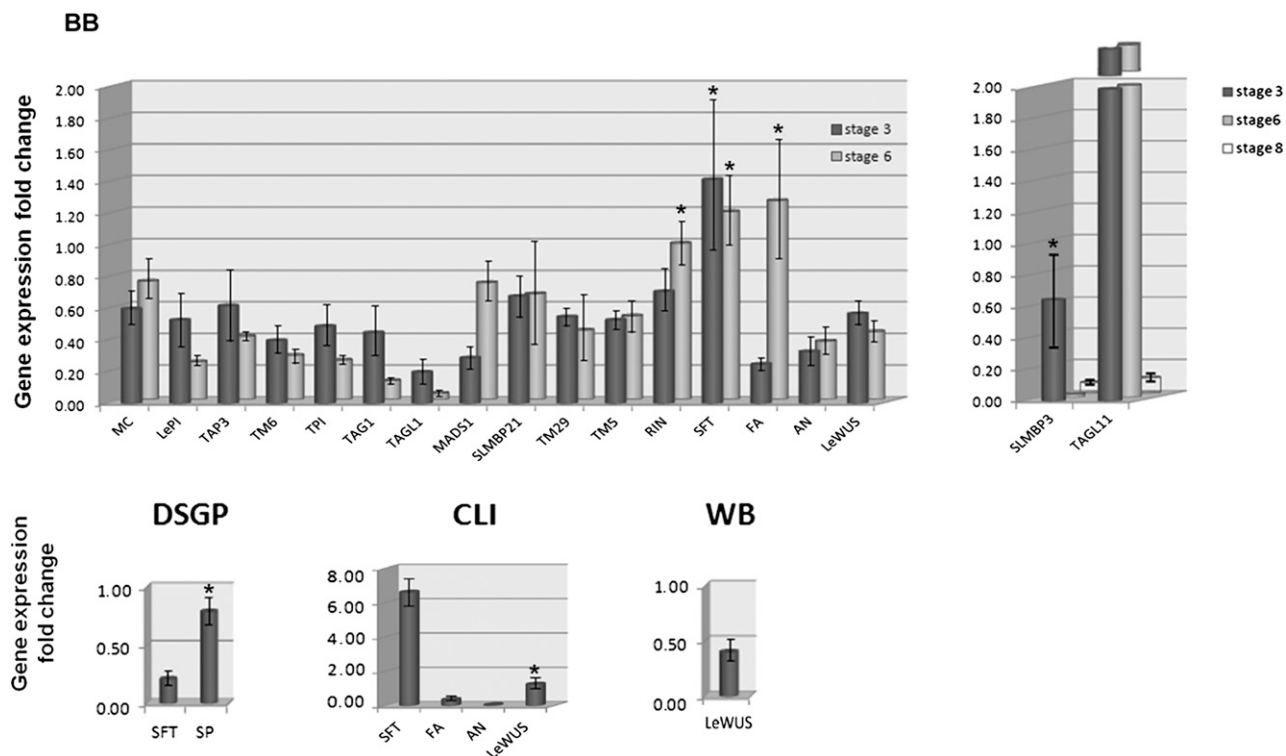 BB
Gene expression fold change
2.00
1.80
1.60
1.40
1.20
1.00
0.80
0.60
0.40
0.20
0.00
* * * *
stage 3
stage 6
MC LePI TAP3 TM6 TPI TAG1 TAGL1 MADS1 SLMBP21 TM29 TM5 RIN SFT FA AN LeWUS
2.00
1.80
1.60
1.40
1.20
1.00
0.80
0.60
0.40
0.20
0.00
*
SLMBP3 TAGL11
stage 3
stage6
stage 8
Gene expression
fold change
DSGP
1.00
0.50
0.00
*
SFT SP
CLI
8.00
6.00
4.00
2.00
0.00
*
SFT FA AN LeWUS
WB
1.00
0.50
0.00
LeWUS